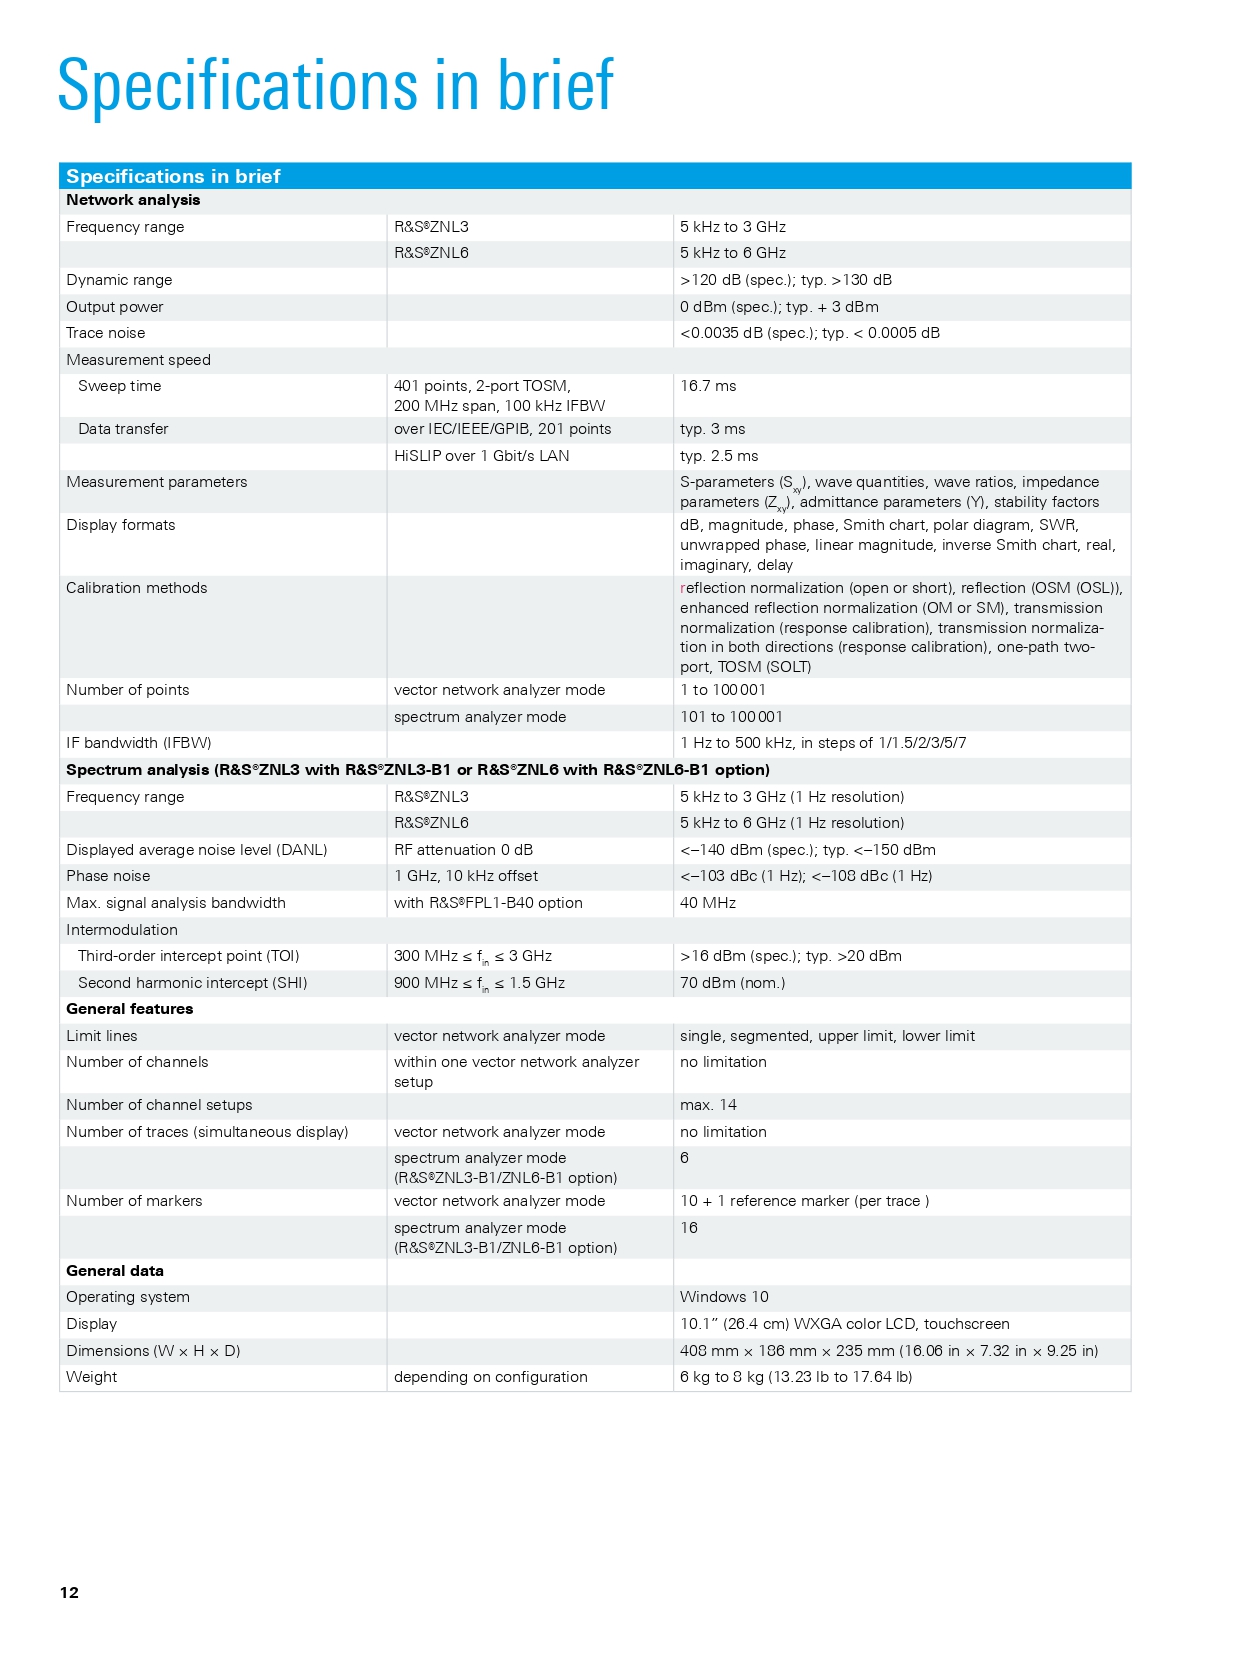 Specifications in brief
Specifications in brief
Network analysis
Frequency range R&S®ZNL3 5 kHz to 3 GHz
R&S®ZNL6 5 kHz to 6 GHz
Dynamic range >120 dB (spec.); typ. >130 dB
Output power 0 dBm (spec.); typ. + 3 dBm
Trace noise <0.0035 dB (spec.); typ. < 0.0005 dB
Measurement speed
Sweep time 401 points, 2-port TOSM, 16.7 ms
200 MHz span, 100 kHz IFBW
Data transfer over IEC/IEEE/GPIB, 201 points typ. 3 ms
HiSLIP over 1 Gbit/s LAN typ. 2.5 ms
Measurement parameters S-parameters (Sxy), wave quantities, wave ratios, impedance
parameters (Zxy), admittance parameters (Y), stability factors
Display formats dB, magnitude, phase, Smith chart, polar diagram, SWR,
unwrapped phase, linear magnitude, inverse Smith chart, real,
imaginary, delay
Calibration methods reflection normalization (open or short), reflection (OSM (OSL)),
enhanced reflection normalization (OM or SM), transmission
normalization (response calibration), transmission normaliza-
tion in both directions (response calibration), one-path two-
port, TOSM (SOLT)
Number of points vector network analyzer mode 1 to 100 001
spectrum analyzer mode 101 to 100 001
IF bandwidth (IFBW) 1 Hz to 500 kHz, in steps of 1/1.5/2/3/5/7
Spectrum analysis (R&S®ZNL3 with R&S®ZNL3-B1 or R&S®ZNL6 with R&S®ZNL6-B1 option)
Frequency range R&S®ZNL3 5 kHz to 3 GHz (1 Hz resolution)
R&S®ZNL6 5 kHz to 6 GHz (1 Hz resolution)
Displayed average noise level (DANL) RF attenuation 0 dB <–140 dBm (spec.); typ. <–150 dBm
Phase noise 1 GHz, 10 kHz offset <–103 dBc (1 Hz); <–108 dBc (1 Hz)
Max. signal analysis bandwidth with R&S®FPL1-B40 option 40 MHz
Intermodulation
Third-order intercept point (TOI) 300 MHz ≤ fin ≤ 3 GHz >16 dBm (spec.); typ. >20 dBm
Second harmonic intercept (SHI) 900 MHz ≤ fin ≤ 1.5 GHz 70 dBm (nom.)
General features
Limit lines vector network analyzer mode single, segmented, upper limit, lower limit
Number of channels within one vector network analyzer no limitation
setup
Number of channel setups max. 14
Number of traces (simultaneous display) vector network analyzer mode no limitation
spectrum analyzer mode 6
(R&S®ZNL3-B1/ZNL6-B1 option)
Number of markers vector network analyzer mode 10 + 1 reference marker (per trace )
spectrum analyzer mode 16
(R&S®ZNL3-B1/ZNL6-B1 option)
General data
Operating system Windows 10
Display 10.1″ (26.4 cm) WXGA color LCD, touchscreen
Dimensions (W × H × D) 408 mm × 186 mm × 235 mm (16.06 in × 7.32 in × 9.25 in)
Weight depending on configuration 6 kg to 8 kg (13.23 lb to 17.64 lb)
12